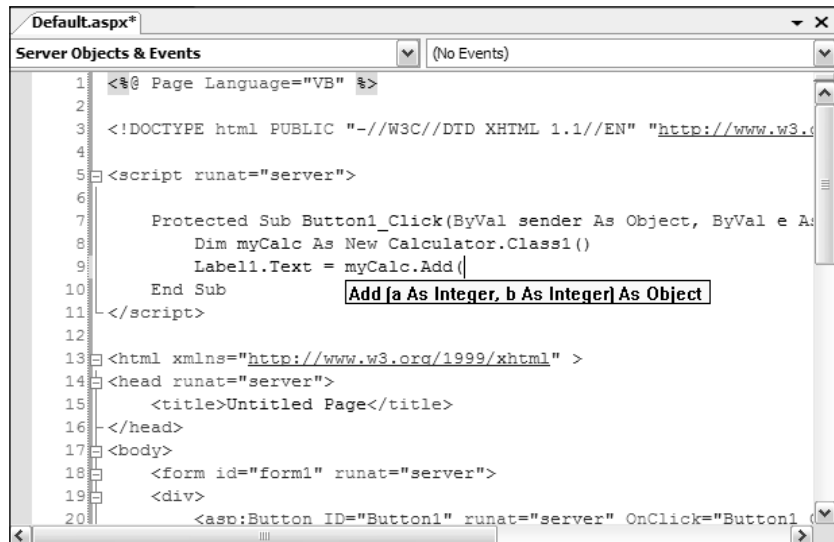 Default.aspx*
Server Objects & Events (No Events)
1 <%@ Page Language="VB" %>
2
3 <!DOCTYPE html PUBLIC "-//W3C//DTD XHTML 1.1//EN" "http://www.w3.
4
5 <script runat="server">
6
7 Protected Sub Button1_Click(ByVal sender As Object, ByVal e
8 Dim myCalc As New Calculator.Class1()
9 Label1.Text = myCalc.Add(
10 End Sub
Add (a As Integer, b As Integer) As Object
11 </script>
12
13 <html xmlns="http://www.w3.org/1999/xhtml" >
14 <head runat="server">
15 <title>Untitled Page</title>
16 </head>
17 <body>
18 <form id="form1" runat="server">
19 <div>
20 <asp:Button ID="Button1" runat="server" OnClick="Button1